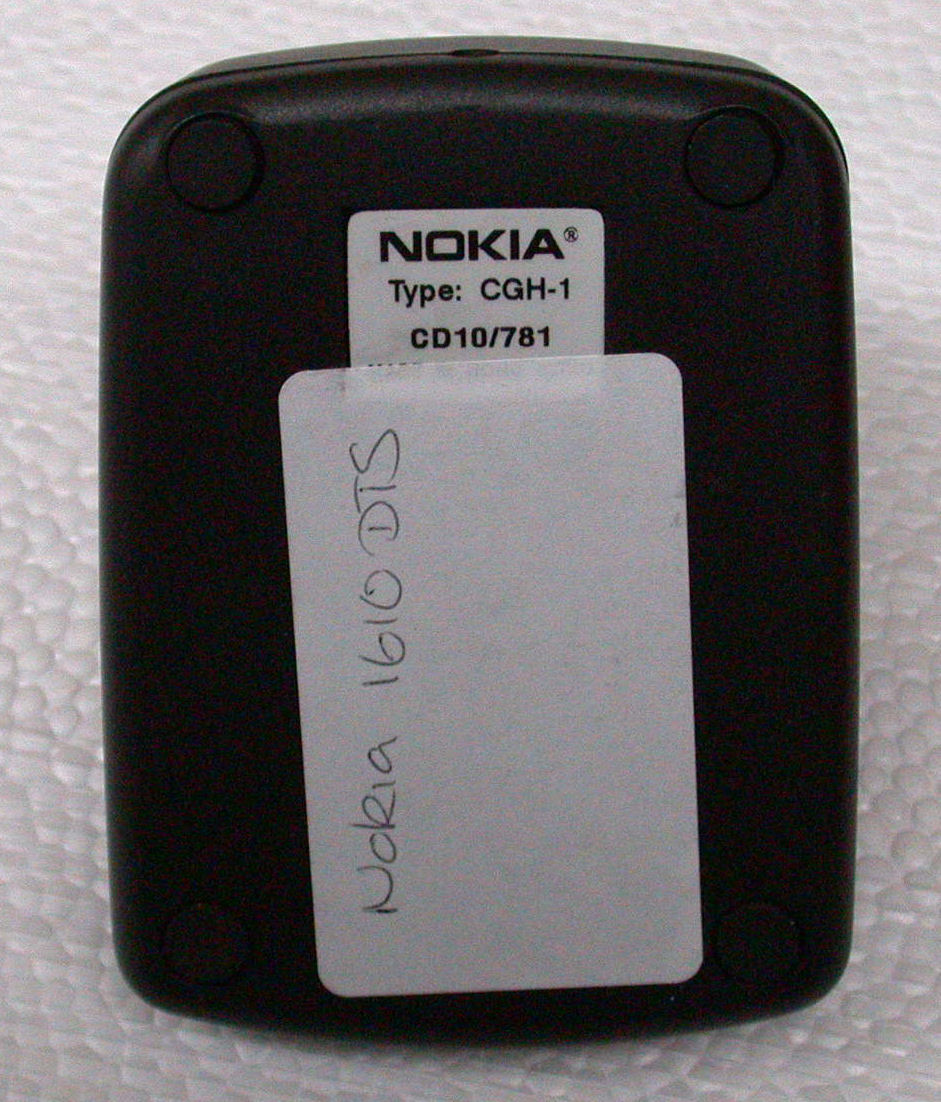 NOKIA®
Type: CGH-1
CD10/781
Nokia 1610 DTS